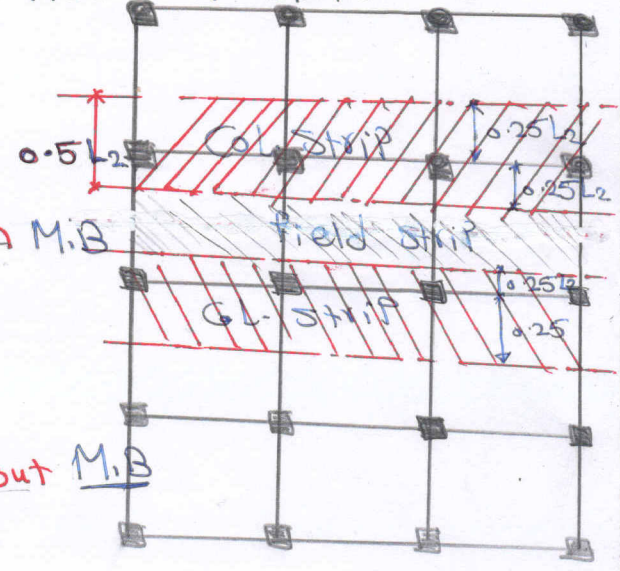 Col. Strip
0.25L2
0.5L2
0.25L2
M.B
field strip
0.25L2
Col. Strip
0.25
out M.B